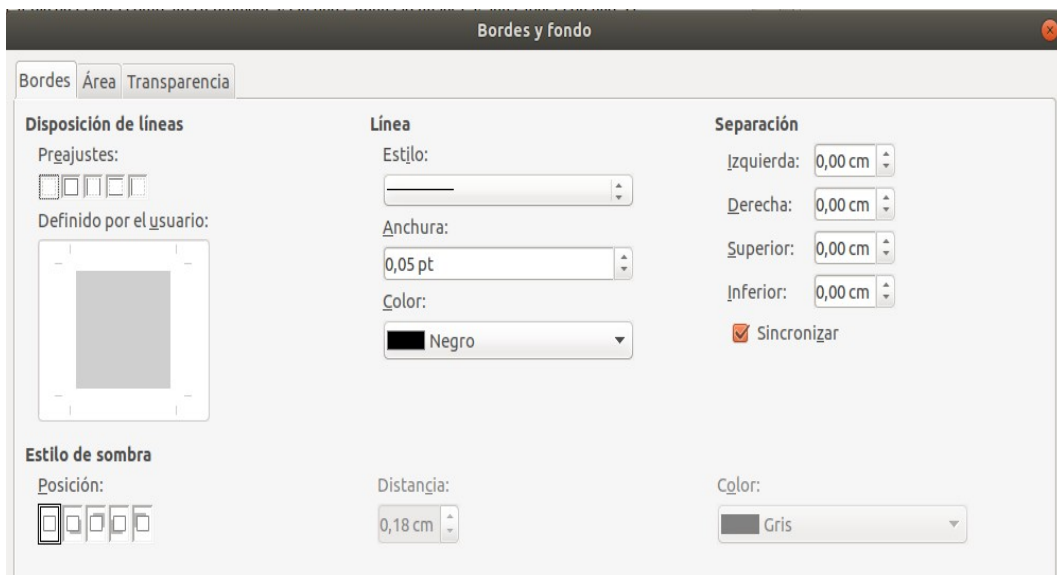 Bordes y fondo
Bordes Área Transparencia
Disposición de líneas
Preajustes:
Definido por el usuario:
Línea
Estilo:
Anchura:
0,05 pt
Color:
Negro
Separación
Izquierda: 0,00 cm
Derecha: 0,00 cm
Superior: 0,00 cm
Inferior: 0,00 cm
Sincronizar
Estilo de sombra
Posición:
Distancia:
0,18 cm
Color:
Gris